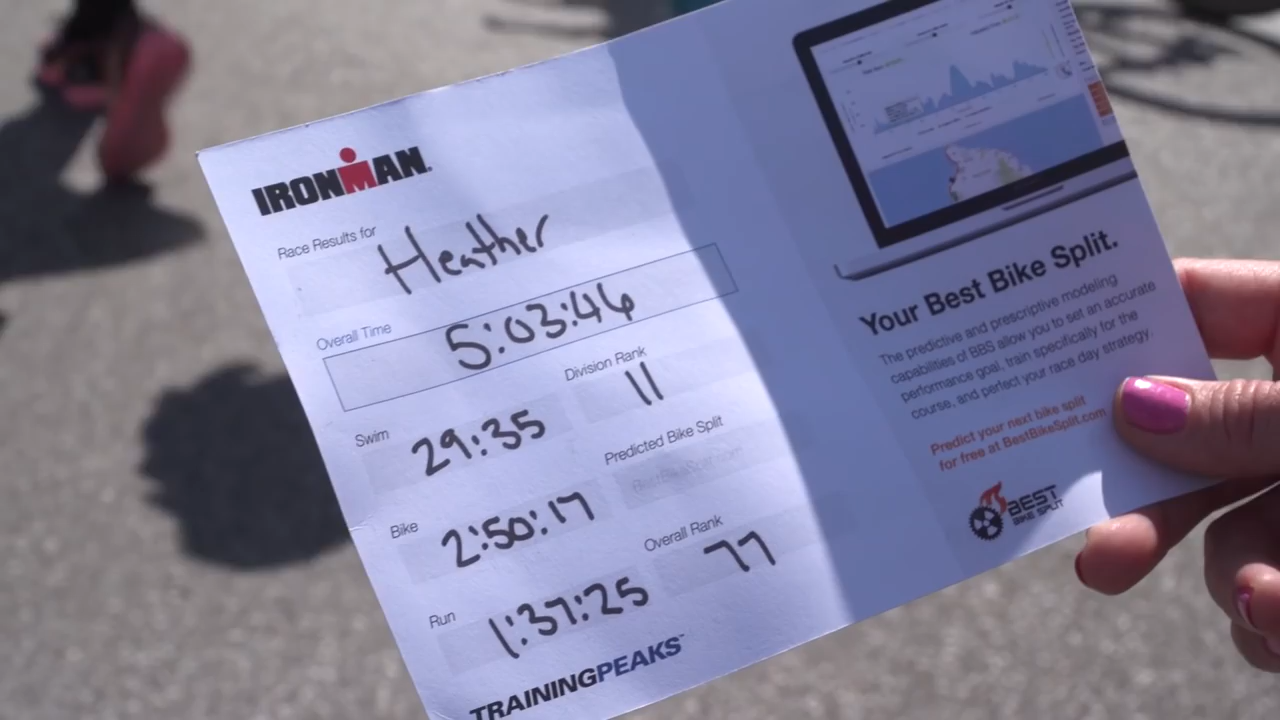 IRONMAN
Race Results for
Heather
Overall Time
5:03:46
Swim
29:35
Division Rank
11
Bike
2:50:17
Predicted Bike Split
BestBikeSplit.com
Run
1:37:25
Overall Rank
77
TRAININGPEAKS
Your Best Bike Split.
The predictive and prescriptive modeling
capabilities of BBS allow you to set an accurate
performance goal, train specifically for the
course, and perfect your race day strategy.
Predict your next bike split
for free at BestBikeSplit.com
BEST
BIKE SPLIT